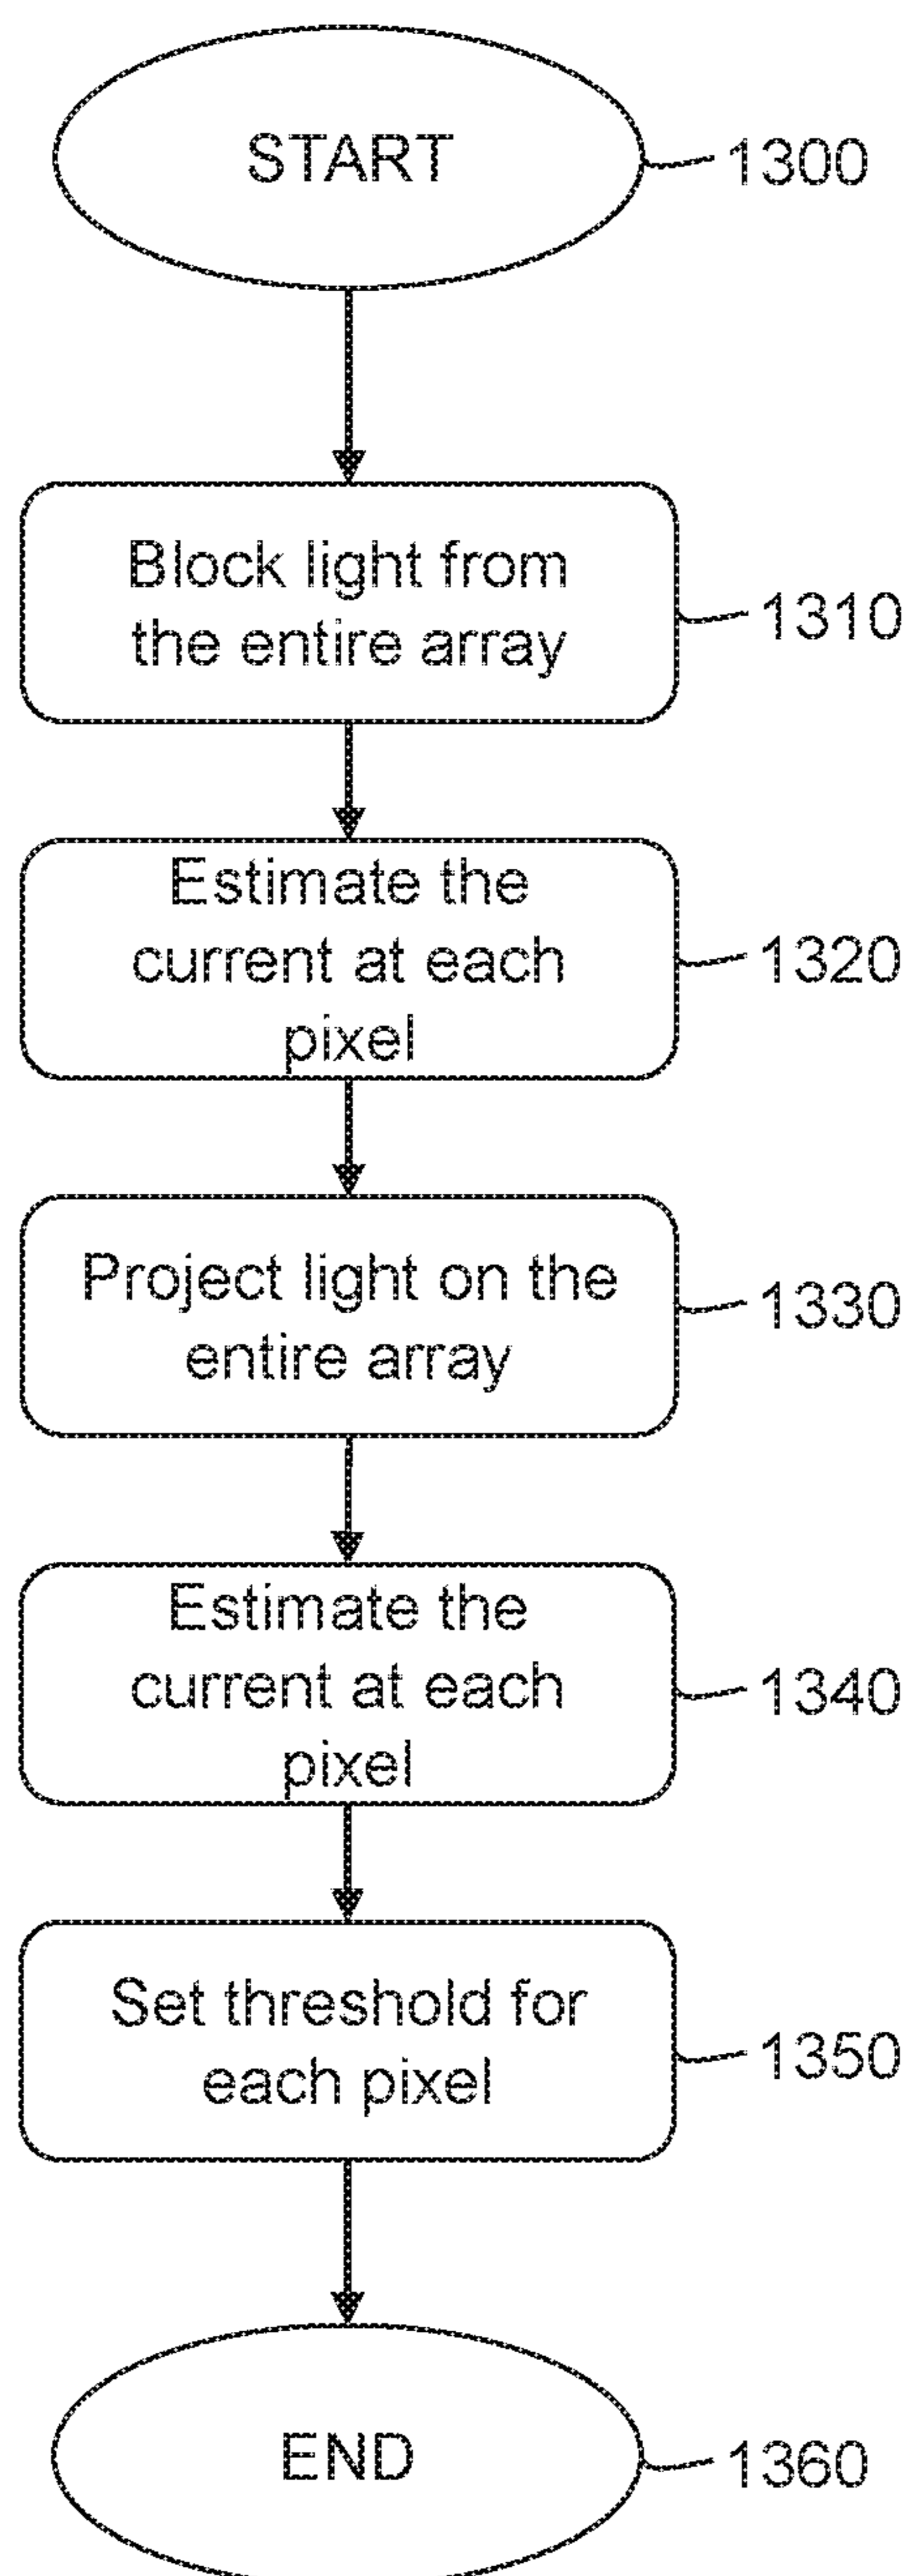 START
1300
Block light from
the entire array
1310
Estimate the
current at each
pixel
1320
Project light on the
entire array
1330
Estimate the
current at each
pixel
1340
Set threshold for
each pixel
1350
END
1360